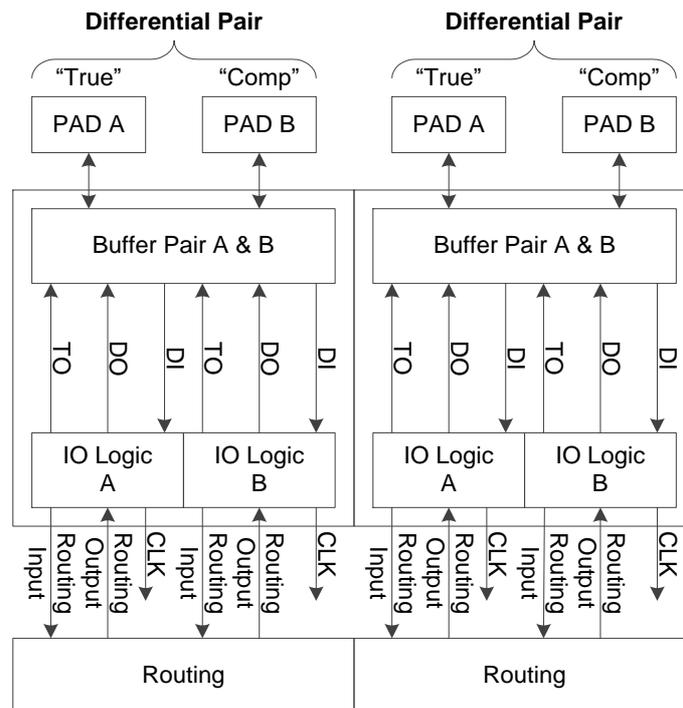 Differential Pair
Differential Pair
“True”
“Comp”
“True”
“Comp”
PAD A
PAD B
PAD A
PAD B
Buffer Pair A & B
Buffer Pair A & B
TO
DO
DI
TO
DO
DI
TO
DO
DI
TO
DO
DI
IO Logic
A
IO Logic
B
IO Logic
A
IO Logic
B
Routing
Input
Routing
Output
CLK
Routing
Input
Routing
Output
CLK
Routing
Input
Routing
Output
CLK
Routing
Input
Routing
Output
CLK
Routing
Routing